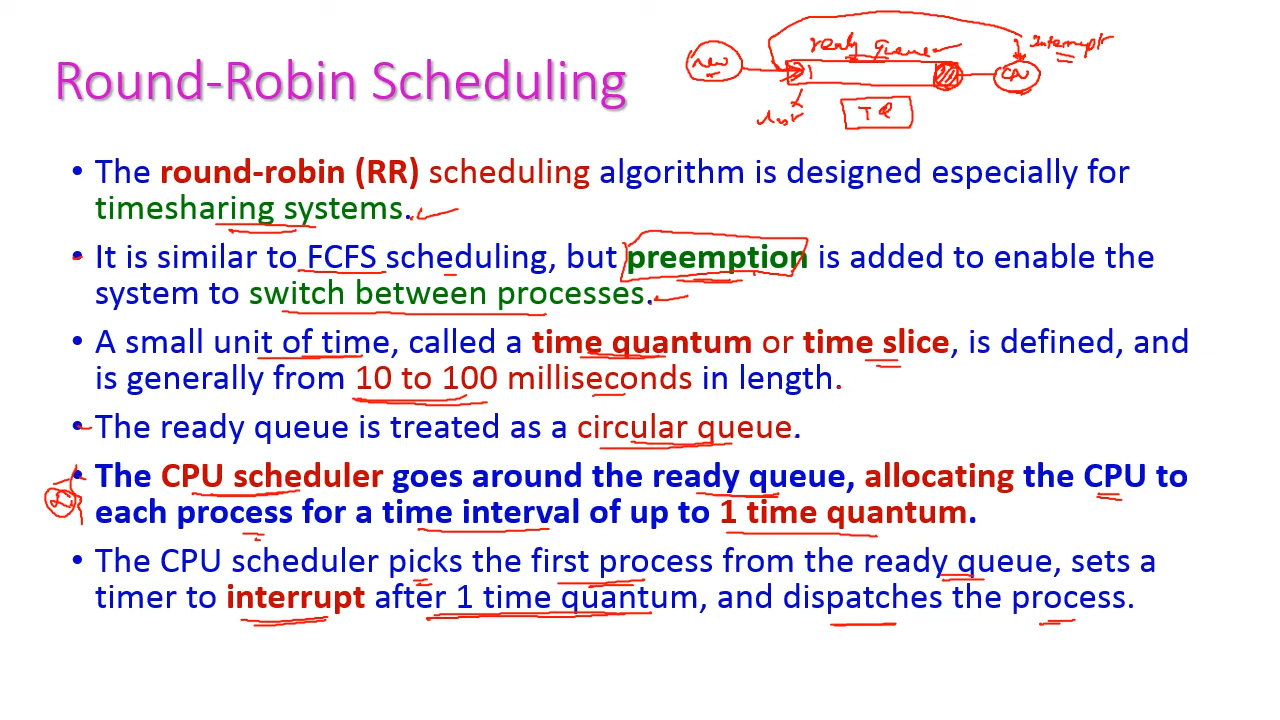 new
ready queue
Interrupt
CPU
TQ
Round-Robin Scheduling
• The round-robin (RR) scheduling algorithm is designed especially for
timesharing systems.
• It is similar to FCFS scheduling, but preemption is added to enable the
system to switch between processes.
• A small unit of time, called a time quantum or time slice, is defined, and
is generally from 10 to 100 milliseconds in length.
• The ready queue is treated as a circular queue.
• The CPU scheduler goes around the ready queue, allocating the CPU to
each process for a time interval of up to 1 time quantum.
• The CPU scheduler picks the first process from the ready queue, sets a
timer to interrupt after 1 time quantum, and dispatches the process.